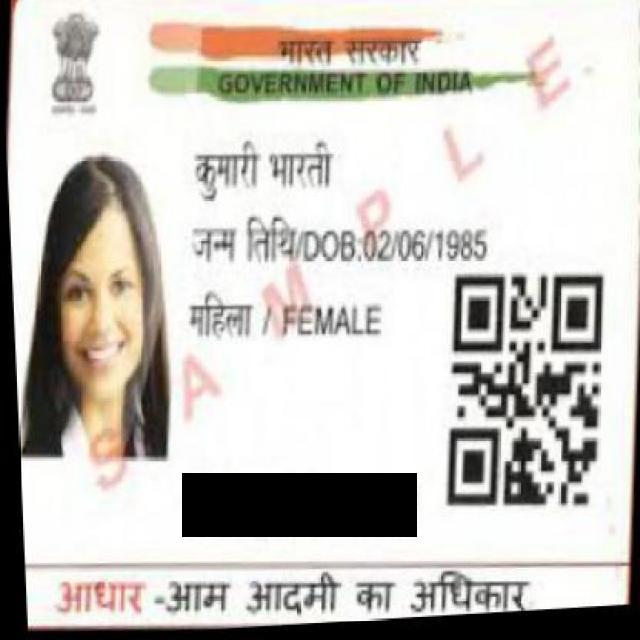 भारत सरकार
GOVERNMENT OF INDIA
कुमारी भारती
जन्म तिथि/DOB:02/06/1985
महिला / FEMALE
SAMPLE
आधार -आम आदमी का अधिकार